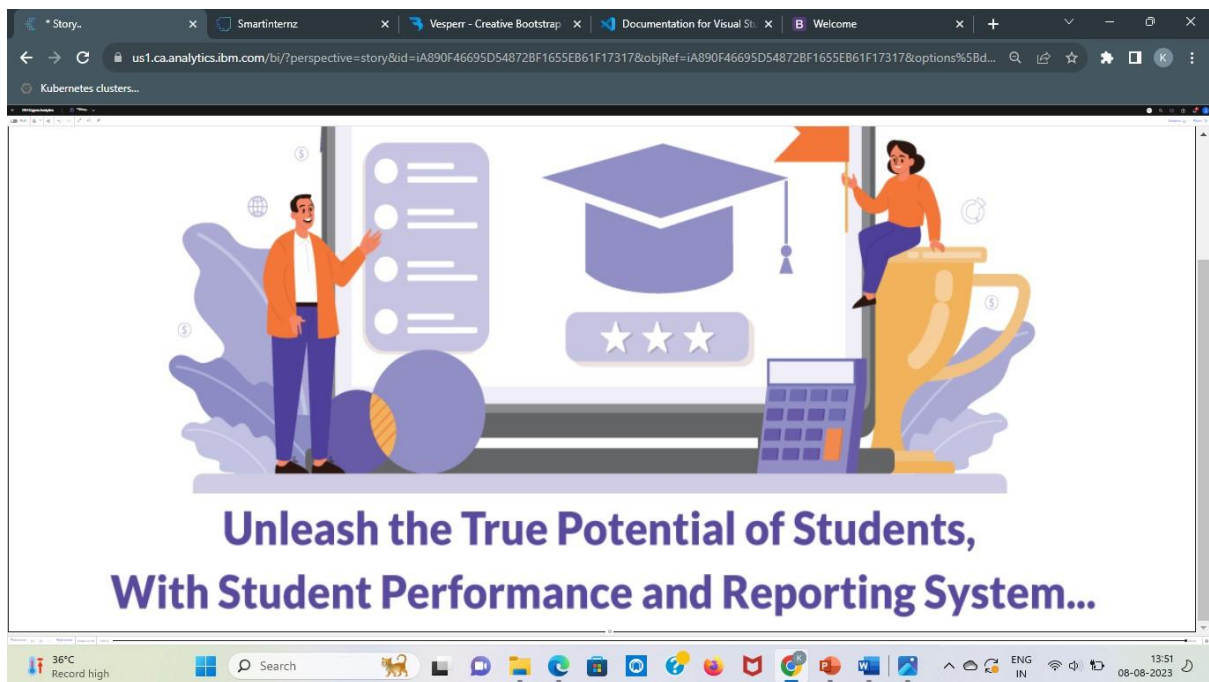 * Story..
Smartinternz
Vesperr - Creative Bootstrap
Documentation for Visual Stu
B Welcome
us1.ca.analytics.ibm.com/bi/?perspective=story&id=iA890F46695D54872BF1655EB61F17317&objRef=iA890F46695D54872BF1655EB61F17317&options%5Bd...
K
Kubernetes clusters...
Unleash the True Potential of Students,
With Student Performance and Reporting System...
36°C
Record high
Search
ENG
IN
13:51
08-08-2023